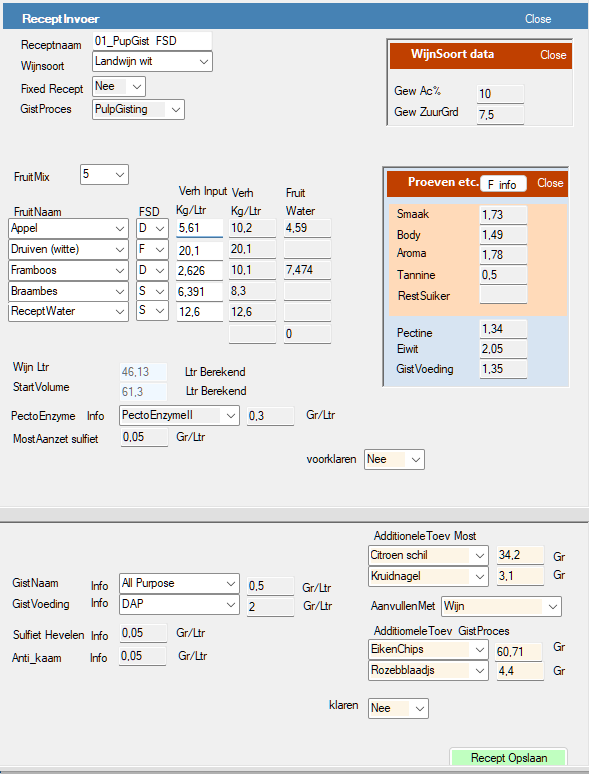 ReceptInvoer Close
Receptnaam 01_PupGist FSD
Wijnsoort Landwijn wit
Fixed Recept Nee
GistProces PulpGisting
WijnSoort data Close
Gew Ac% 10
Gew ZuurGrd 7,5
FruitMix 5
Verh Input Verh Fruit
FruitNaam FSD Kg/Ltr Kg/Ltr Water
Appel D 5,61 10,2 4,59
Druiven (witte) F 20,1 20,1
Framboos D 2,626 10,1 7,474
Braambes S 6,391 8,3
ReceptWater S 12,6 12,6
0
Proeven etc. F info Close
Smaak 1,73
Body 1,49
Aroma 1,78
Tannine 0,5
RestSuiker
Pectine 1,34
Eiwit 2,05
GistVoeding 1,35
Wijn Ltr 46,13 Ltr Berekend
StartVolume 61,3 Ltr Berekend
PectoEnzyme Info PectoEnzymeII 0,3 Gr/Ltr
MostAanzet sulfiet 0,05 Gr/Ltr
voorklaren Nee
AdditioneleToev Most
Citroen schil 34,2 Gr
Kruidnagel 3,1 Gr
GistNaam Info All Purpose 0,5 Gr/Ltr
GistVoeding Info DAP 2 Gr/Ltr
AanvullenMet Wijn
Sulfiet Hevelen Info 0,05 Gr/Ltr
Anti_kaam Info 0,05 Gr/Ltr
AdditiomeleToev GistProces
EikenChips 60,71 Gr
Rozebblaadjs 4,4 Gr
klaren Nee
Recept Opslaan